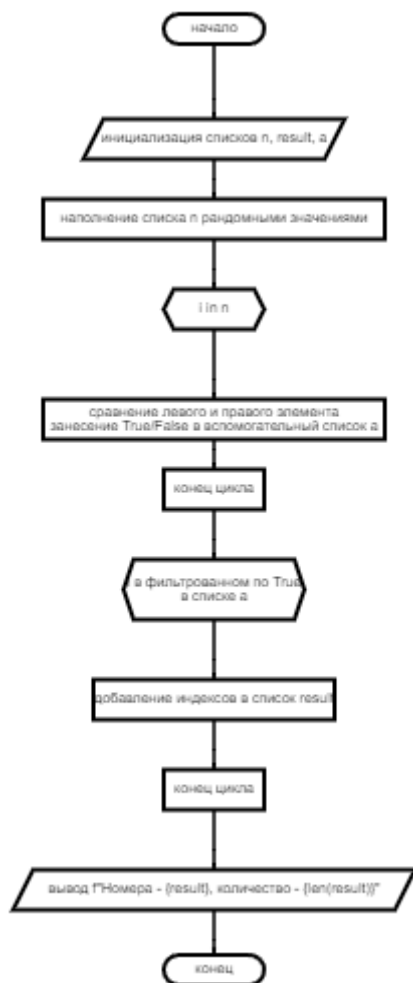 начало
инициализация списков n, result, a
наполнение списка n рандомными значениями
i in n
сравнение левого и правого элемента
занесение True/False в вспомогательный список a
конец цикла
в фильтрованном по True
в списке a
добавление индексов в список result
конец цикла
вывод f"Номера - {result}, количество - {len(result)}"
конец